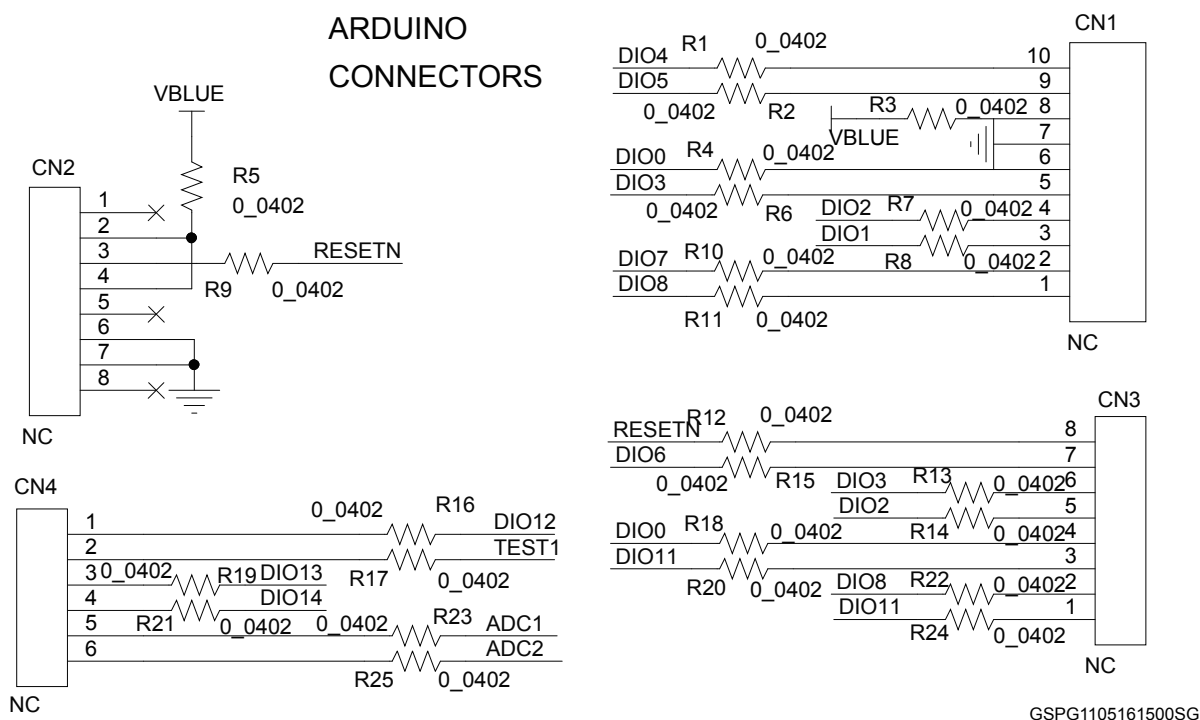 ARDUINO
CONNECTORS
VBLUE
CN2
R5
0_0402
1
2
3
4
5
6
7
8
RESETN
R9
0_0402
NC
CN1
R1
0_0402
DIO4
10
DIO5
9
0_0402
R2
R3
0_0402
8
VBLUE
7
DIO0
R4
0_0402
6
DIO3
5
0_0402
R6
DIO2
R7
0_0402
4
DIO1
3
R8
0_0402
DIO7
R10
0_0402
2
DIO8
1
R11
0_0402
NC
CN3
R12
0_0402
RESETN
8
DIO6
7
0_0402
R15
DIO3
R13
0_0402
6
DIO2
5
R14
0_0402
DIO0
R18
0_0402
4
DIO11
3
R20
0_0402
DIO8
R22
0_0402
2
DIO11
1
R24
0_0402
NC
CN4
R16
0_0402
1
DIO12
2
TEST1
3
0_0402
R19
DIO13
R17
0_0402
4
DIO14
R21
0_0402
5
0_0402
R23
ADC1
6
ADC2
R25
0_0402
NC
GSPG1105161500SG